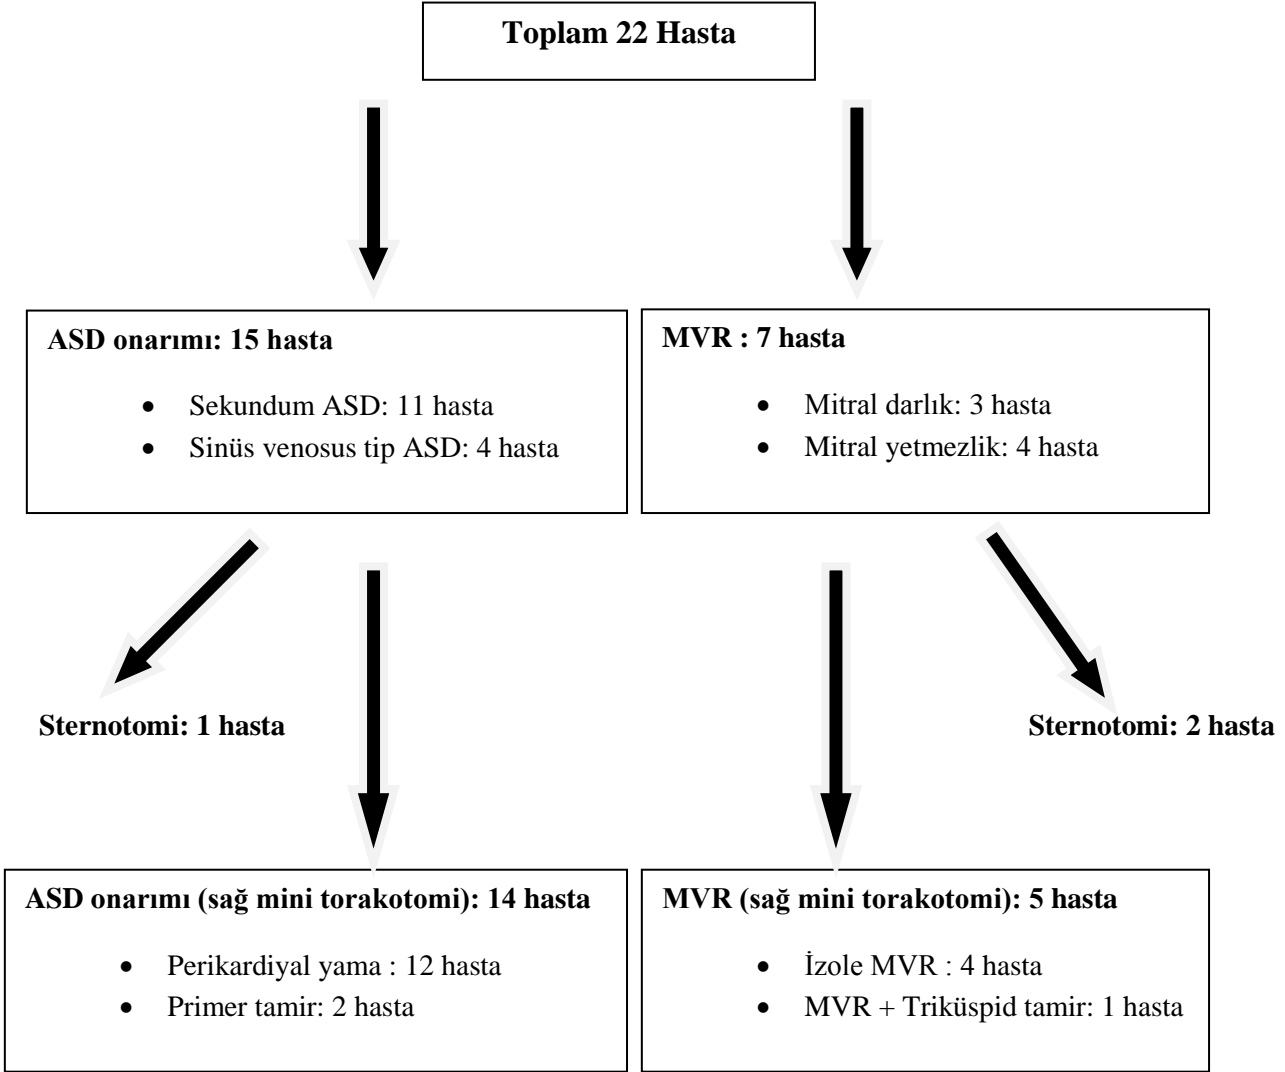 Toplam 22 Hasta
ASD onarımı: 15 hasta
• Sekundum ASD: 11 hasta
• Sinüs venosus tip ASD: 4 hasta
MVR : 7 hasta
• Mitral darlık: 3 hasta
• Mitral yetmezlik: 4 hasta
Sternotomi: 1 hasta
Sternotomi: 2 hasta
ASD onarımı (sağ mini torakotomi): 14 hasta
• Perikardiyal yama : 12 hasta
• Primer tamir: 2 hasta
MVR (sağ mini torakotomi): 5 hasta
• İzole MVR : 4 hasta
• MVR + Triküspid tamir: 1 hasta